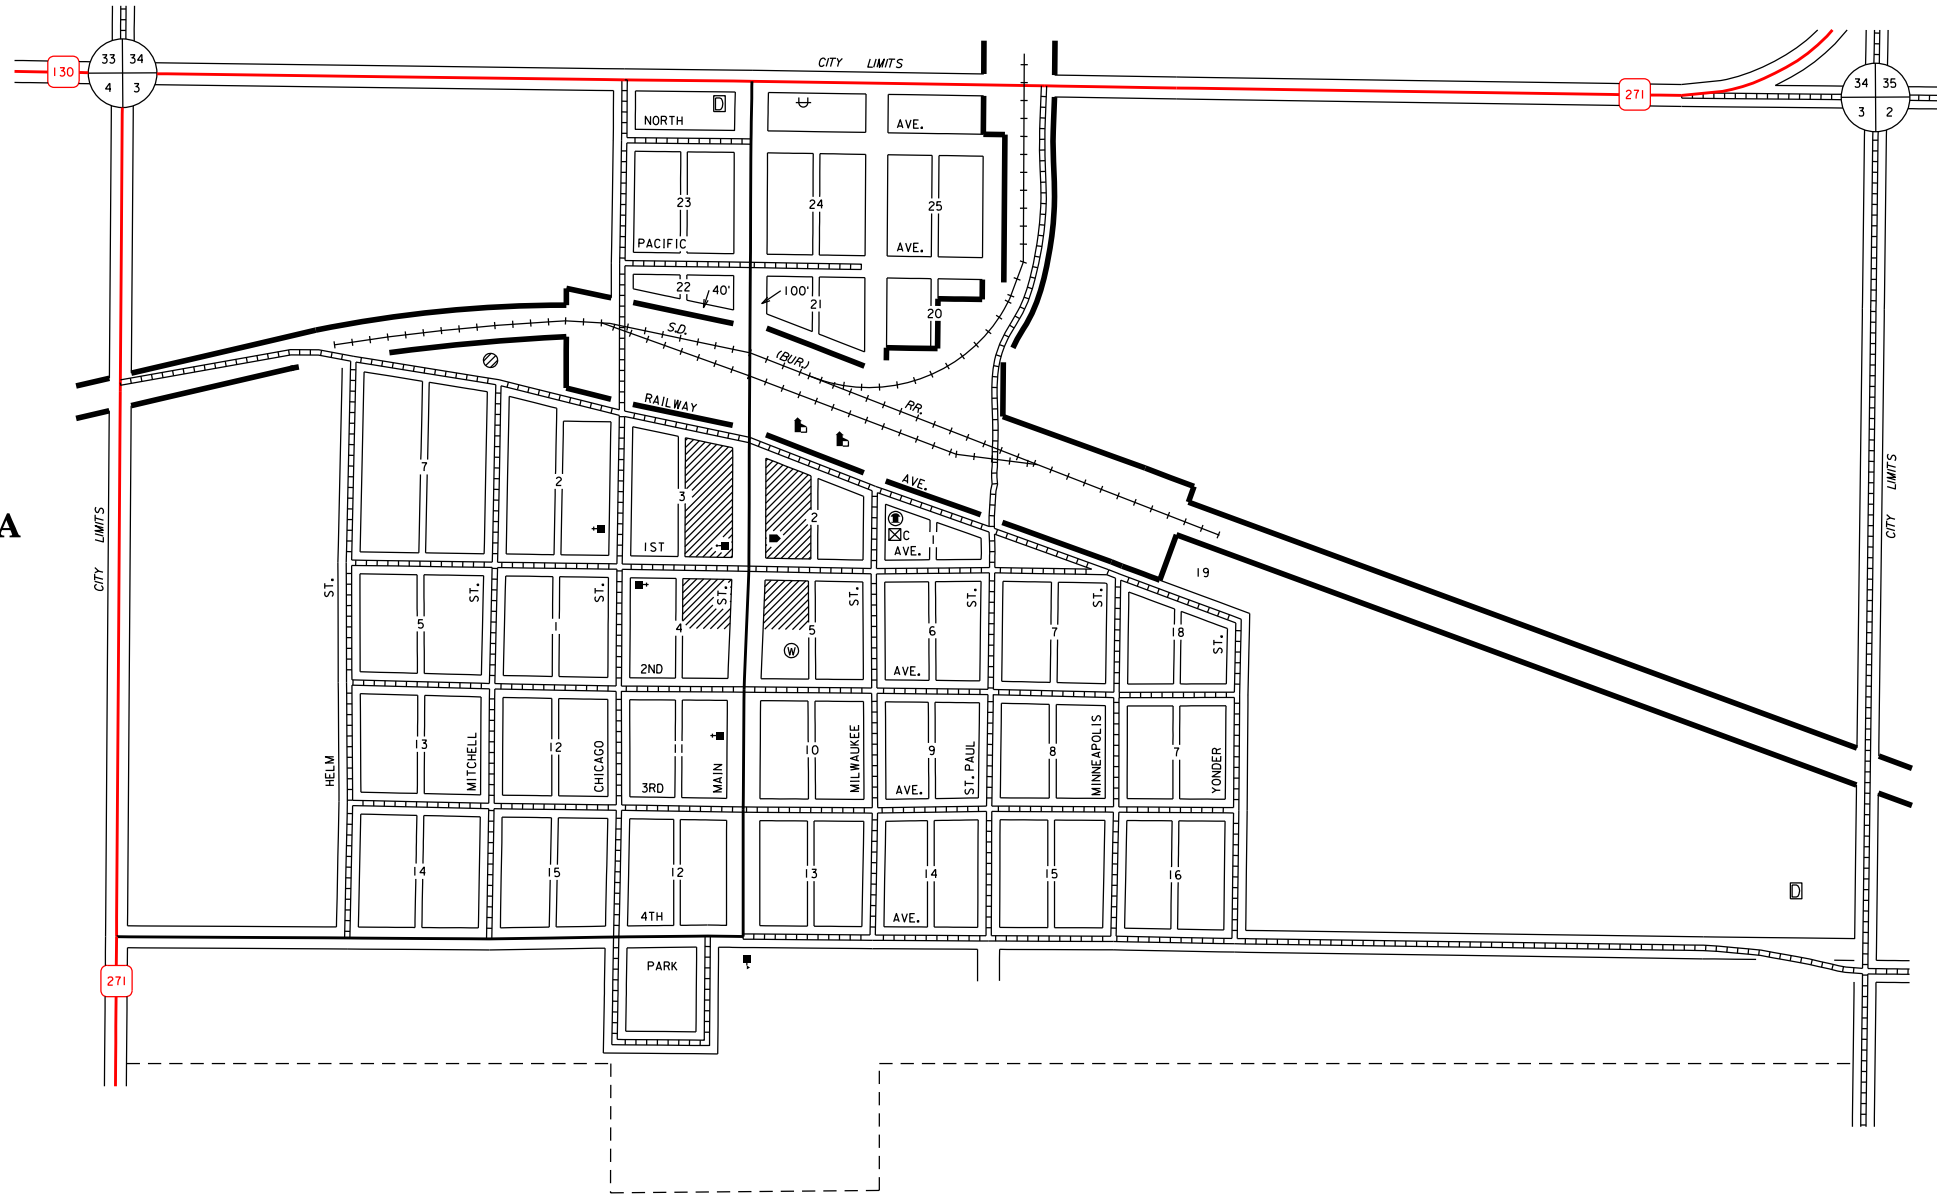 CITY LIMITS
33 34
4 3
130
271
34 35
3 2
NORTH AVE.
23
24
25
PACIFIC AVE.
22
40'
100'
21
20
S.D.
(BUR.)
RR.
RAILWAY AVE.
7
2
3
2
1
C
1ST AVE.
19
A
CITY LIMITS
CITY LIMITS
ST.
ST.
ST.
ST.
ST.
ST.
ST.
ST.
5
1
4
5
6
7
18
W
2ND AVE.
13
12
11
10
9
8
7
HELM
MITCHELL
CHICAGO
MAIN
MILWAUKEE
ST. PAUL
MINNEAPOLIS
YONDER
3RD AVE.
14
15
12
13
14
15
16
4TH AVE.
PARK
271